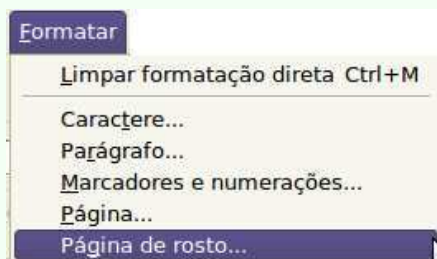 Formatar
Limpar formatação direta Ctrl+M
Caractere...
Parágrafo...
Marcadores e numerações...
Página...
Página de rosto...